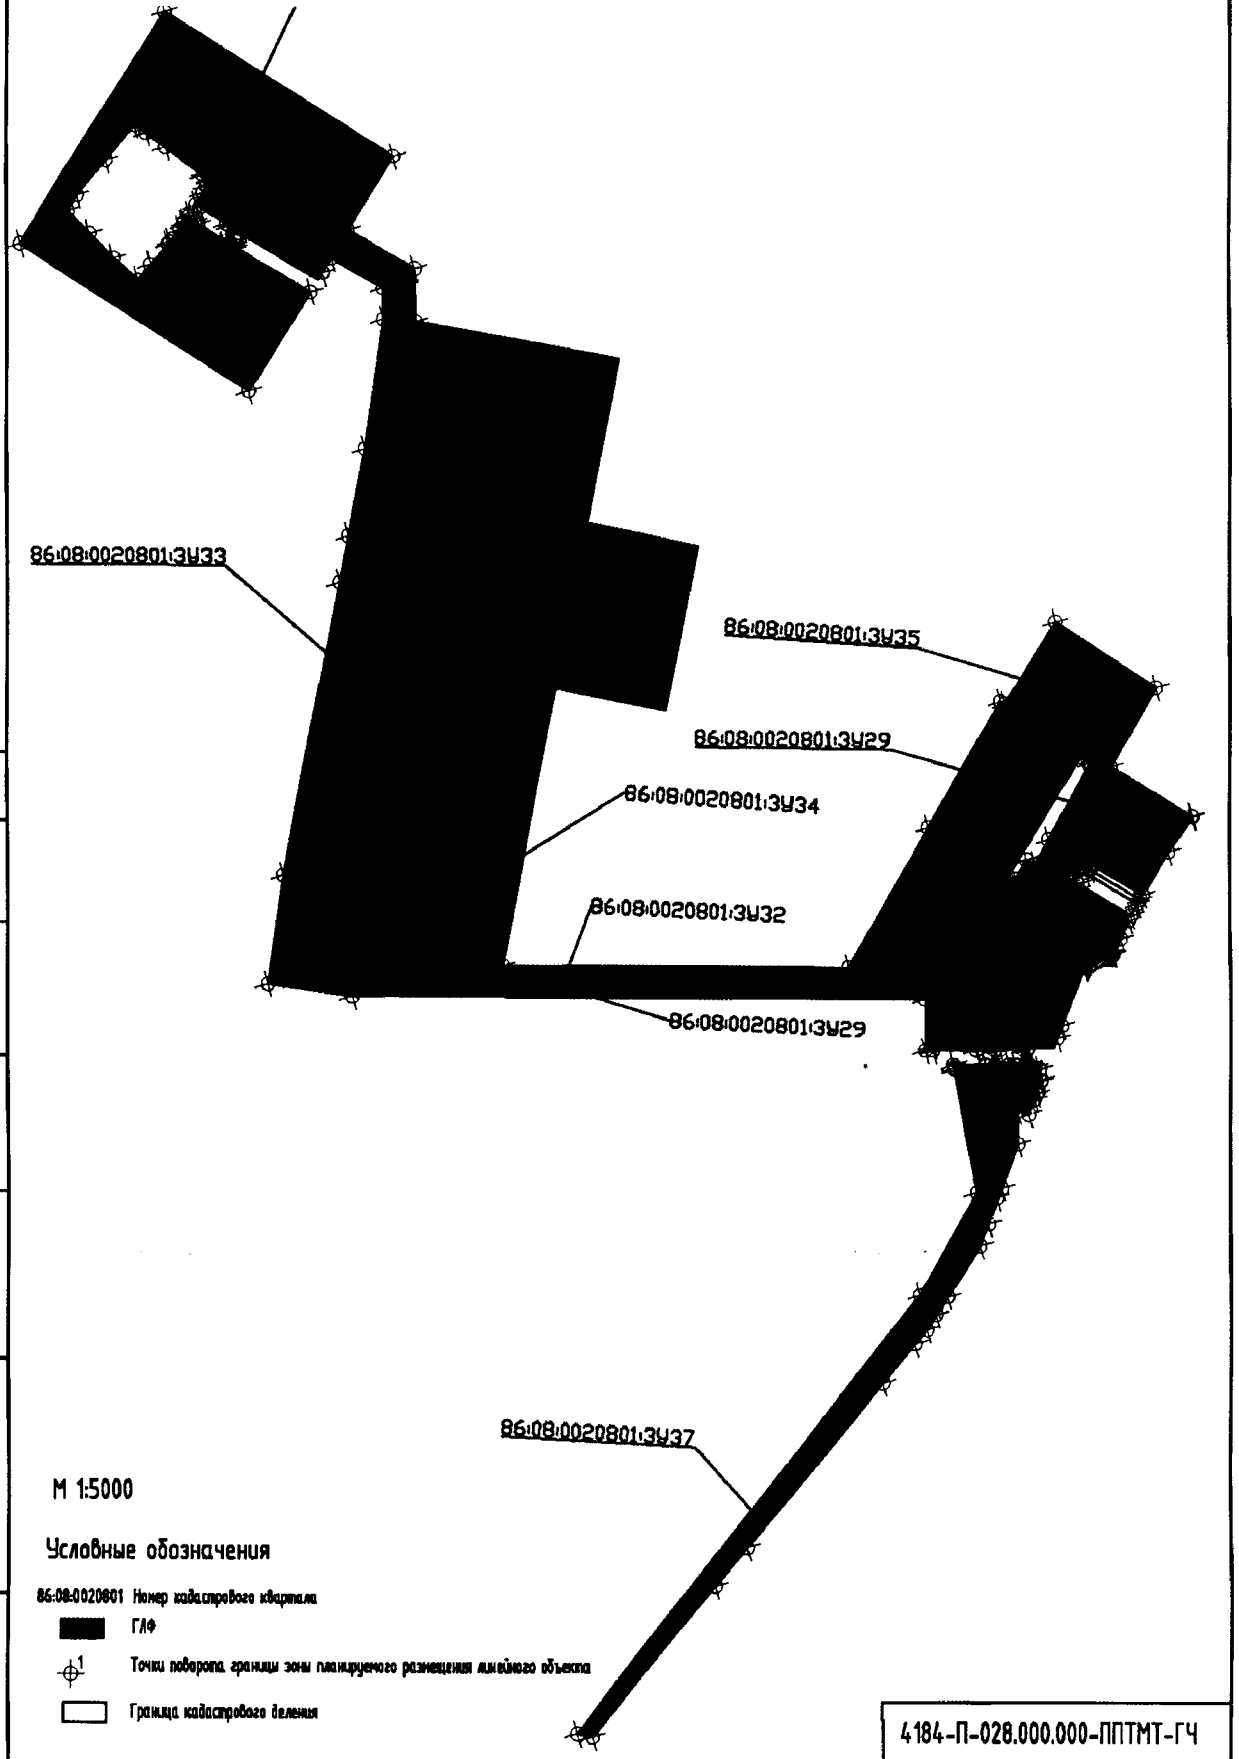 86:08:0020801:ЗУ33
86:08:0020801:ЗУ35
86:08:0020801:ЗУ29
86:08:0020801:ЗУ34
86:08:0020801:ЗУ32
86:08:0020801:ЗУ29
86:08:0020801:ЗУ37
М 1:5000
Условные обозначения
86:08:0020801 Номер кадастрового квартала
ГЛФ
1 Точки поворота границы зоны планируемого размещения линейного объекта
Граница кадастрового деления
4184-П-028.000.000-ППТМТ-ГЧ